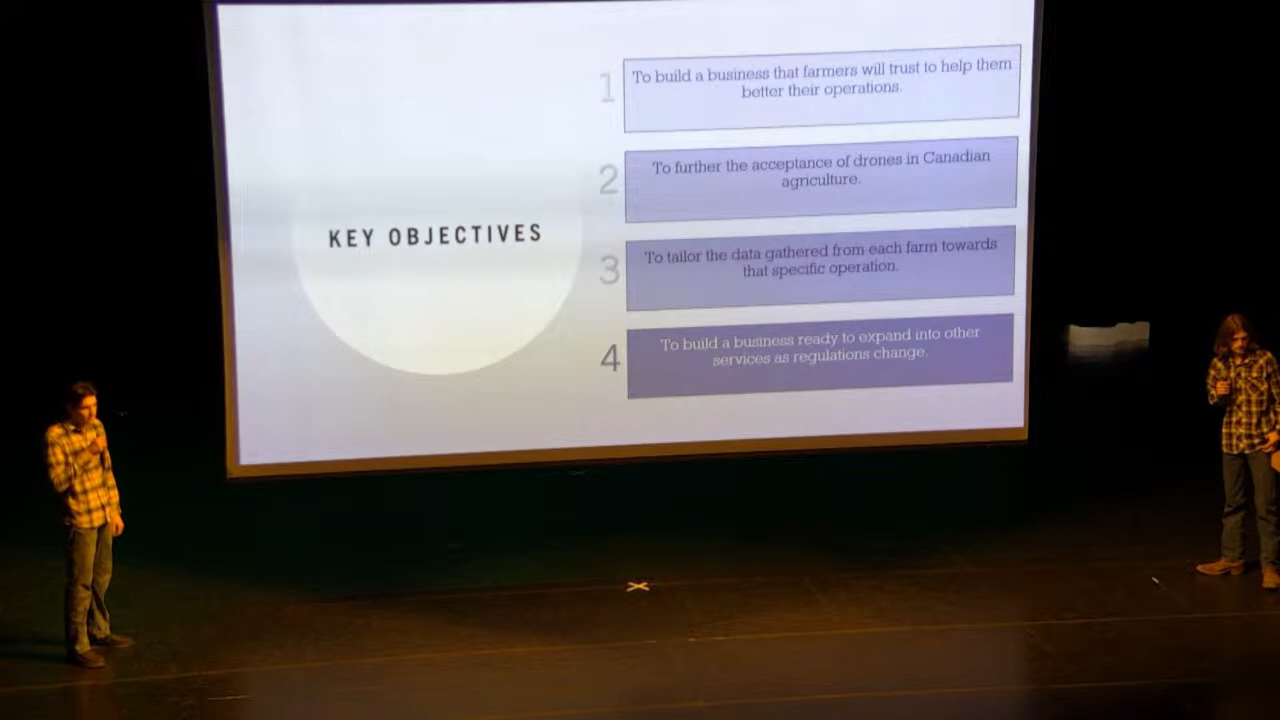 KEY OBJECTIVES
1
To build a business that farmers will trust to help them
better their operations.
2
To further the acceptance of drones in Canadian
agriculture.
3
To tailor the data gathered from each farm towards
that specific operation.
4
To build a business ready to expand into other
services as regulations change.